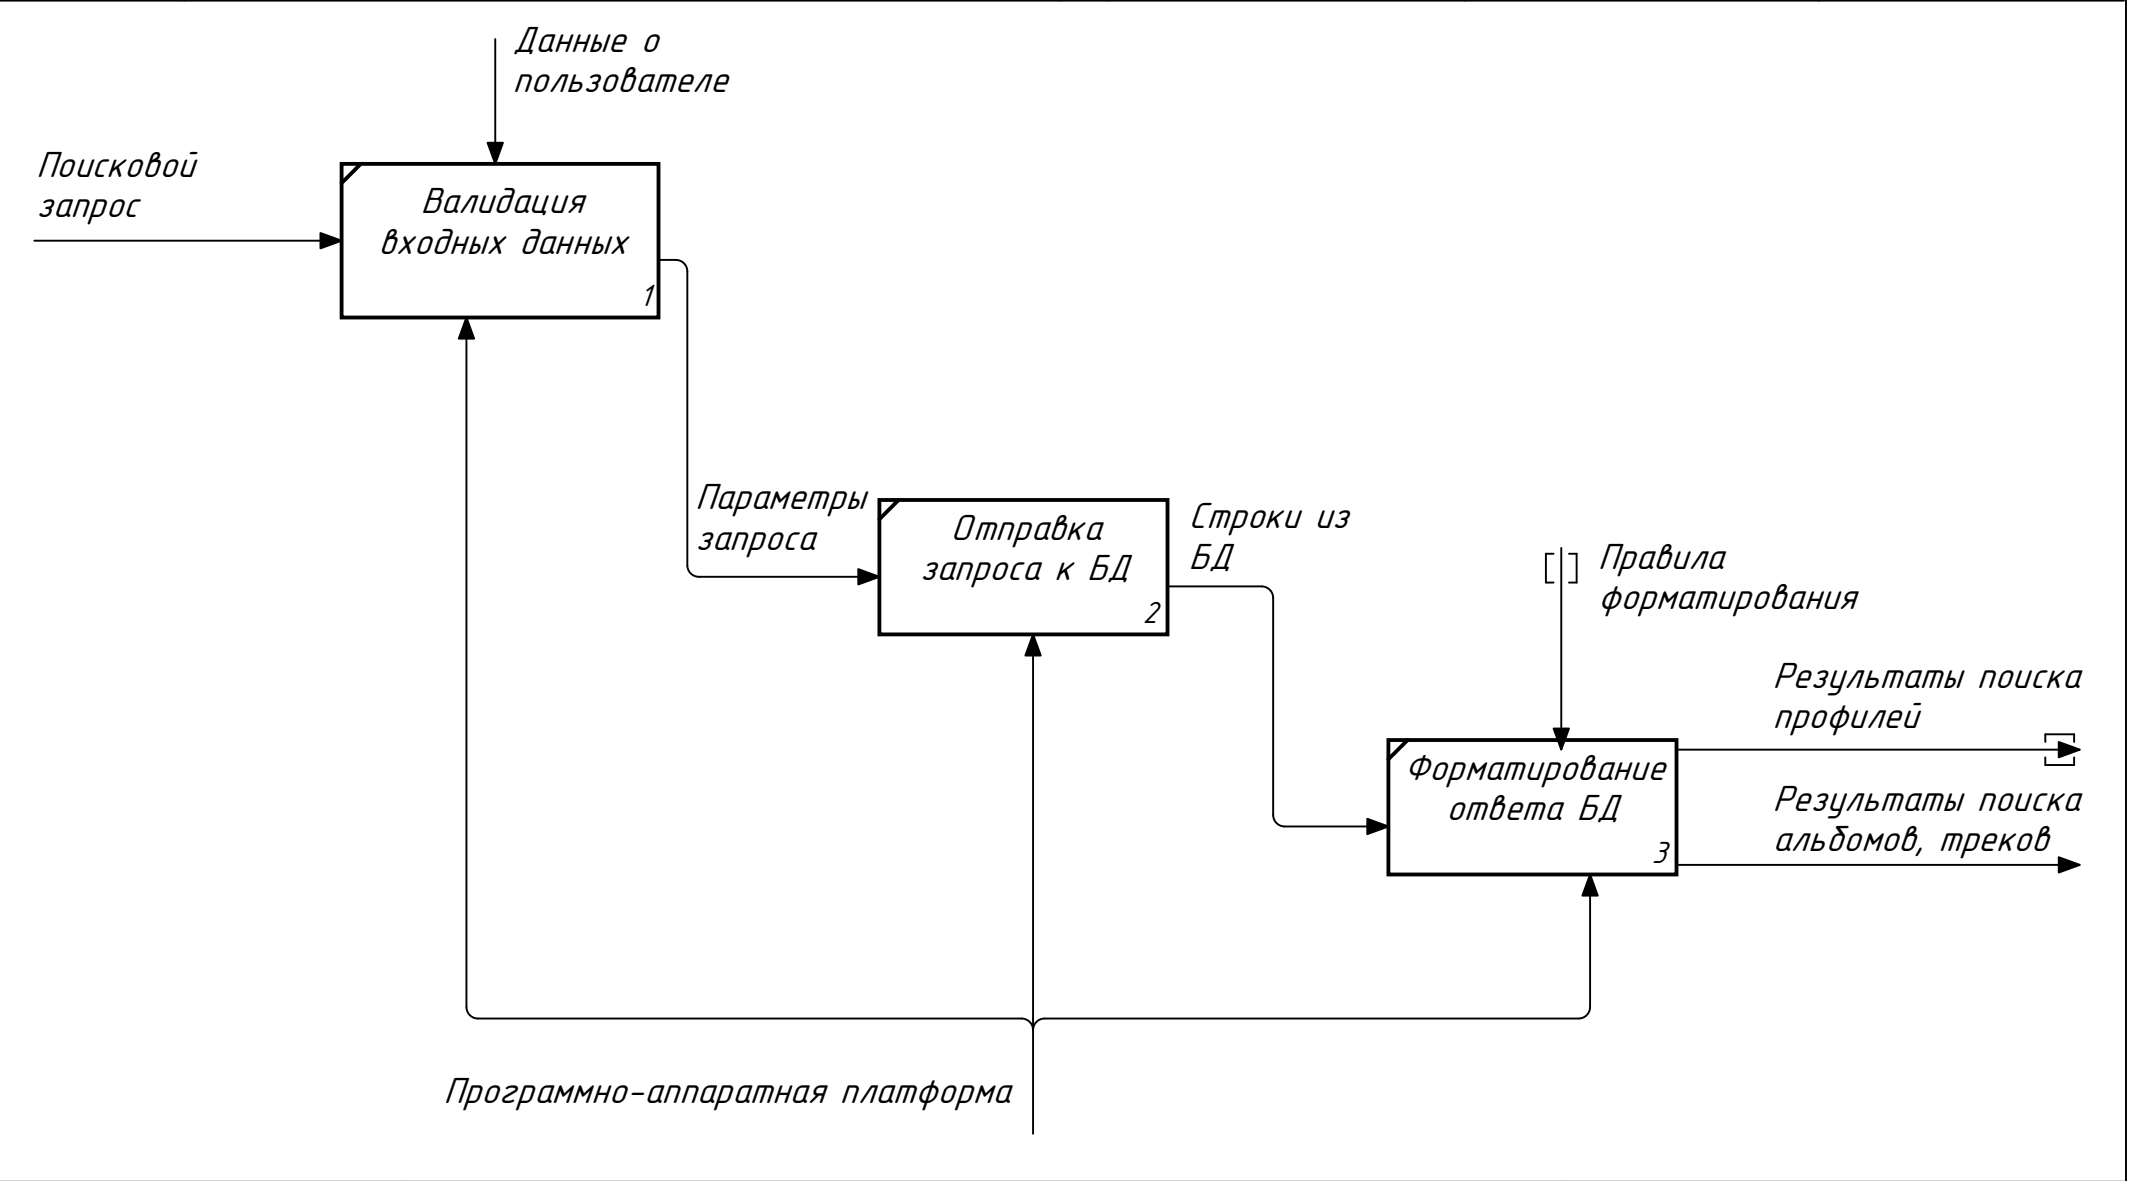 Данные о
пользователе
Поисковой
запрос
Валидация
входных данных
1
Параметры
запроса
Отправка
запроса к БД
2
Строки из
БД
Правила
форматирования
Результаты поиска
профилей
Форматирование
ответа БД
3
Результаты поиска
альбомов, треков
Программно-аппаратная платформа